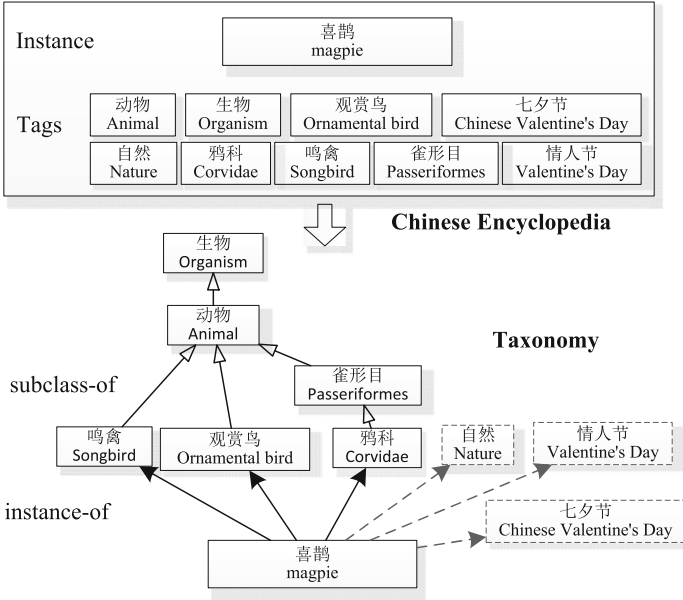 Instance
喜鹊
magpie
Tags
动物
Animal
生物
Organism
观赏鸟
Ornamental bird
七夕节
Chinese Valentine's Day
自然
Nature
鸦科
Corvidae
鸣禽
Songbird
雀形目
Passeriformes
情人节
Valentine's Day
Chinese Encyclopedia
生物
Organism
动物
Animal
Taxonomy
subclass-of
雀形目
Passeriformes
鸣禽
Songbird
观赏鸟
Ornamental bird
鸦科
Corvidae
自然
Nature
情人节
Valentine's Day
instance-of
七夕节
Chinese Valentine's Day
喜鹊
magpie